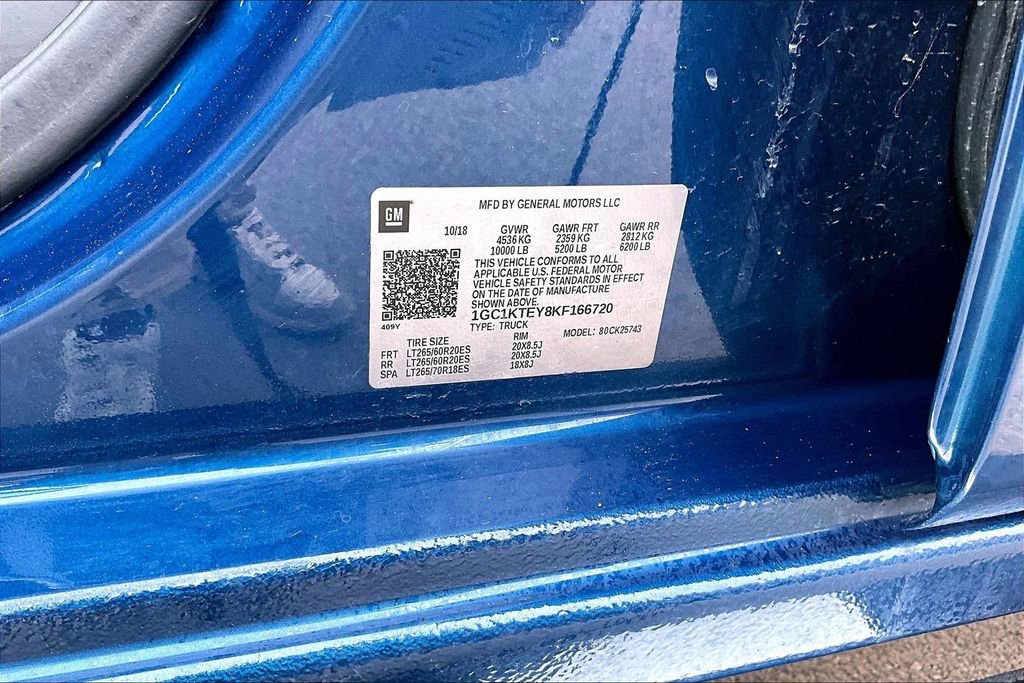 GM
MFD BY GENERAL MOTORS LLC
10/18 GVWR GAWR FRT GAWR RR
4536 KG 2359 KG 2812 KG
10000 LB 5200 LB 6200 LB
THIS VEHICLE CONFORMS TO ALL
APPLICABLE U.S. FEDERAL MOTOR
VEHICLE SAFETY STANDARDS IN EFFECT
ON THE DATE OF MANUFACTURE
SHOWN ABOVE.
1GC1KTEY8KF166720
409Y
TYPE: TRUCK MODEL: 80CK25743
TIRE SIZE RIM
FRT LT265/60R20ES 20X8.5J
RR LT265/60R20ES 20X8.5J
SPA LT265/70R18ES 18X8J